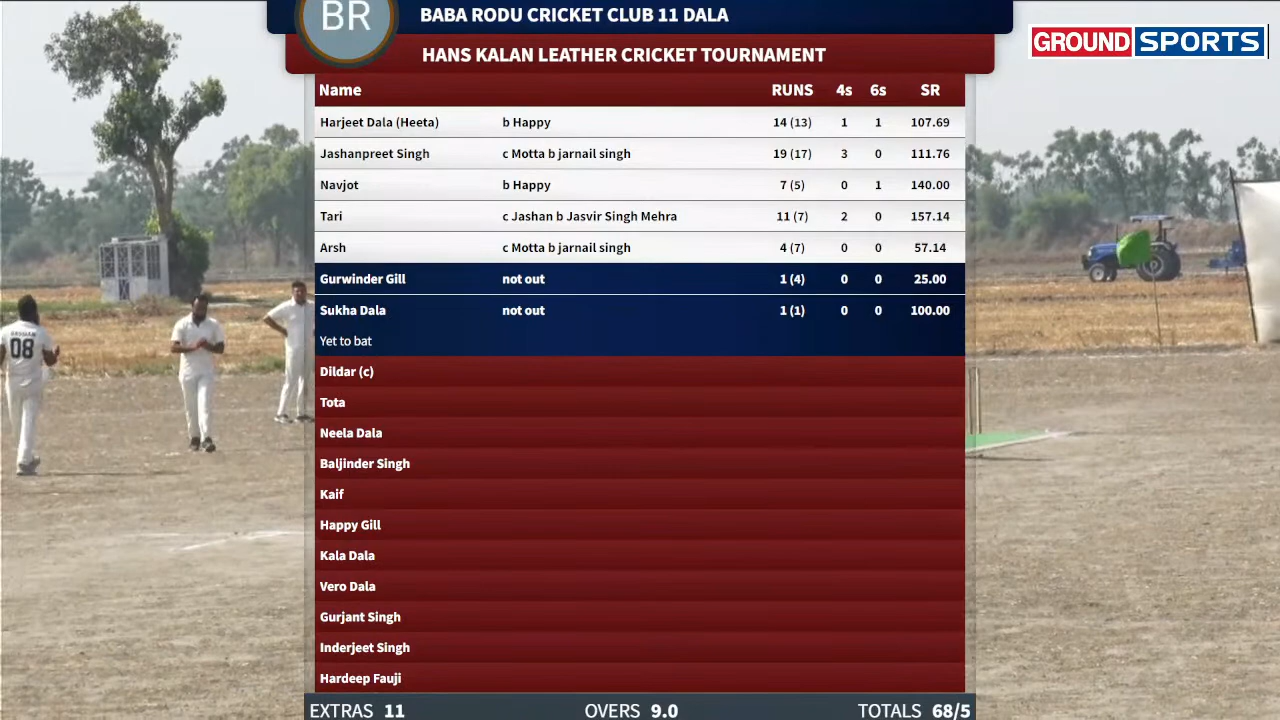 BR
BABA RODU CRICKET CLUB 11 DALA
HANS KALAN LEATHER CRICKET TOURNAMENT
GROUND SPORTS
Name RUNS 4s 6s SR
Harjeet Dala (Heeta) b Happy 14 (13) 1 1 107.69
Jashanpreet Singh c Motta b jarnail singh 19 (17) 3 0 111.76
Navjot b Happy 7 (5) 0 1 140.00
Tari c Jashan b Jasvir Singh Mehra 11 (7) 2 0 157.14
Arsh c Motta b jarnail singh 4 (7) 0 0 57.14
Gurwinder Gill not out 1 (4) 0 0 25.00
Sukha Dala not out 1 (1) 0 0 100.00
Yet to bat
Dildar (c)
Tota
Neela Dala
Baljinder Singh
Kaif
Happy Gill
Kala Dala
Vero Dala
Gurjant Singh
Inderjeet Singh
Hardeep Fauji
EXTRAS 11 OVERS 9.0 TOTALS 68/5
08